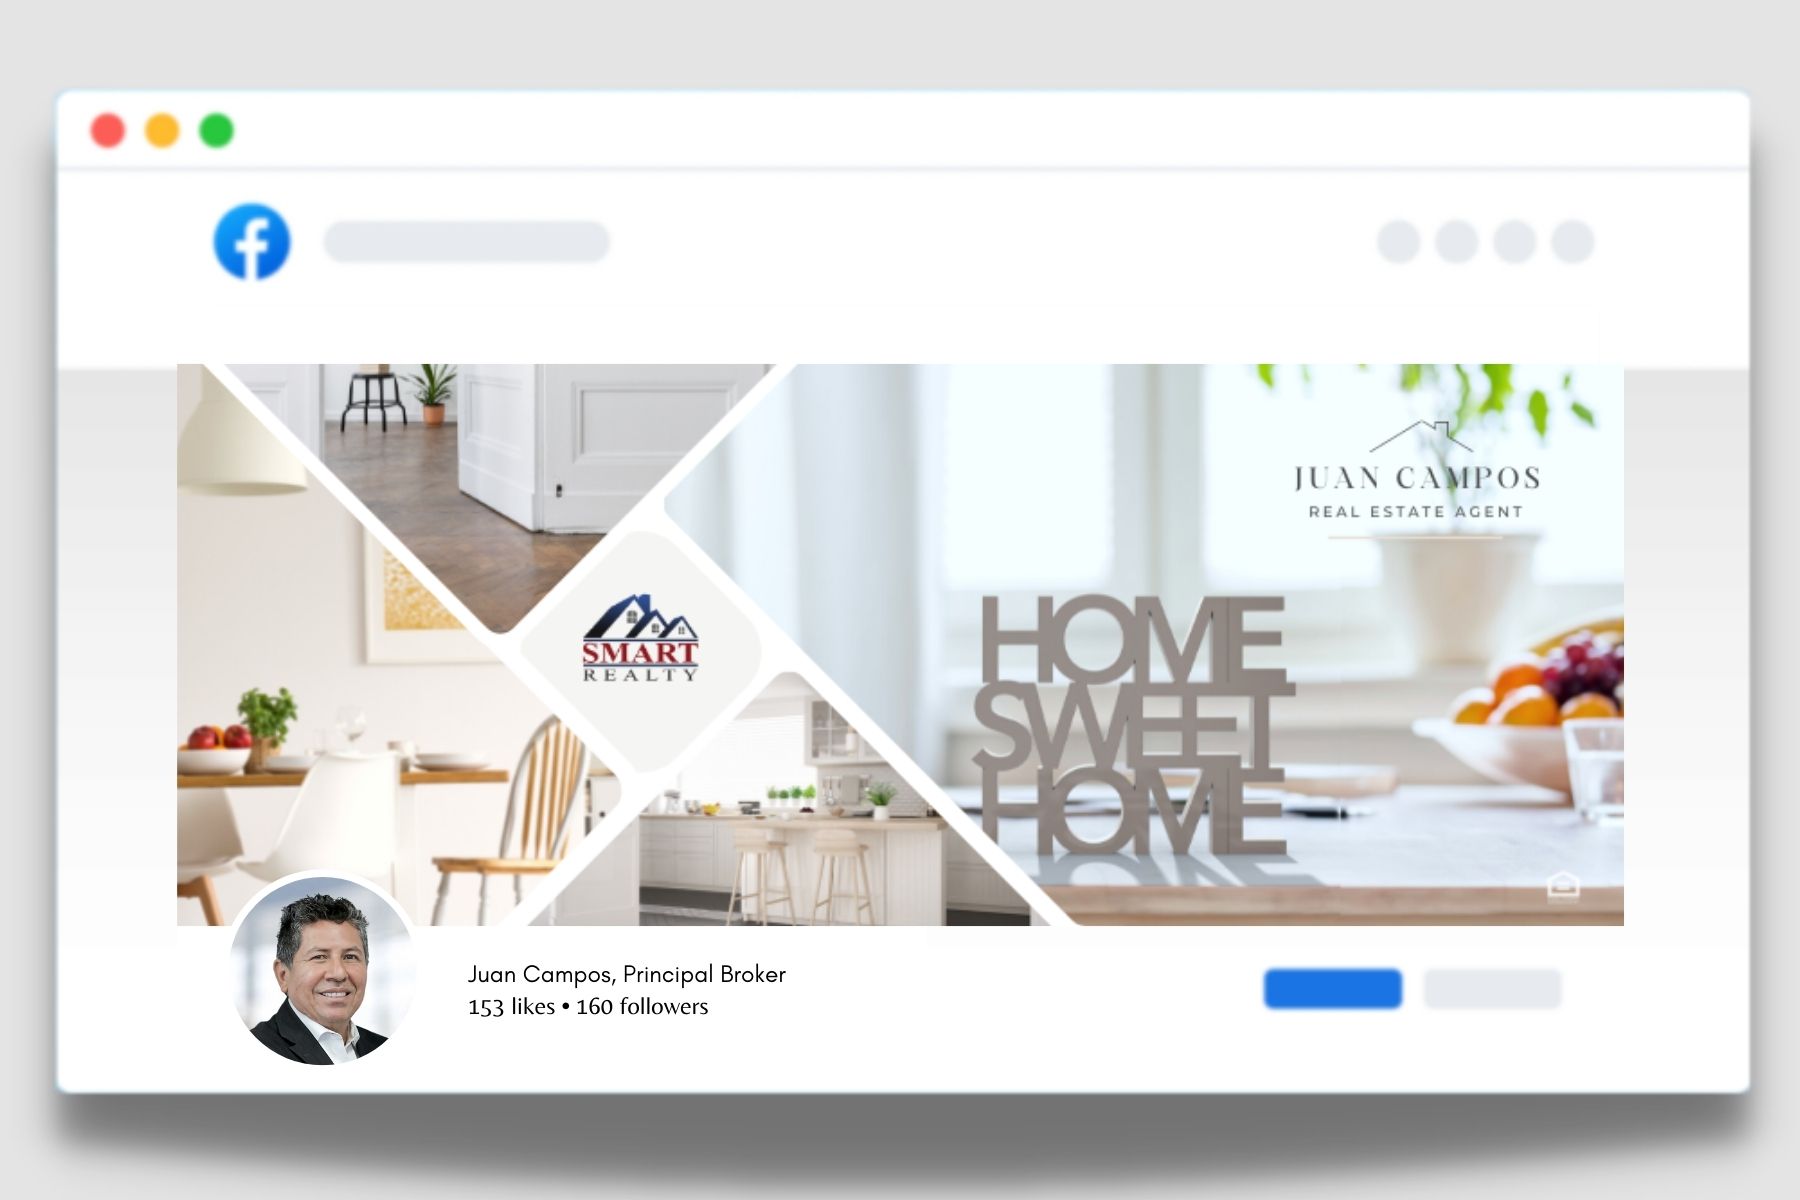 JUAN CAMPOS
REAL ESTATE AGENT
SMART
REALTY
HOME
SWEET
HOME
Juan Campos, Principal Broker
153 likes • 160 followers